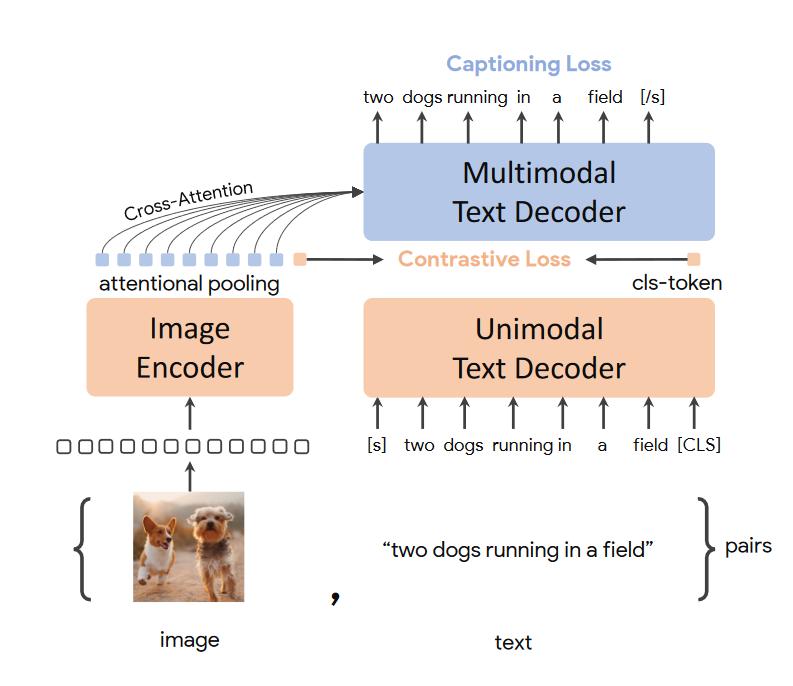 Captioning Loss
two dogs running in a field [/s]
Multimodal
Text Decoder
Cross-Attention
Contrastive Loss
attentional pooling
cls-token
Image
Encoder
Unimodal
Text Decoder
[s] two dogs running in a field [CLS]
“two dogs running in a field”
pairs
,
image
text